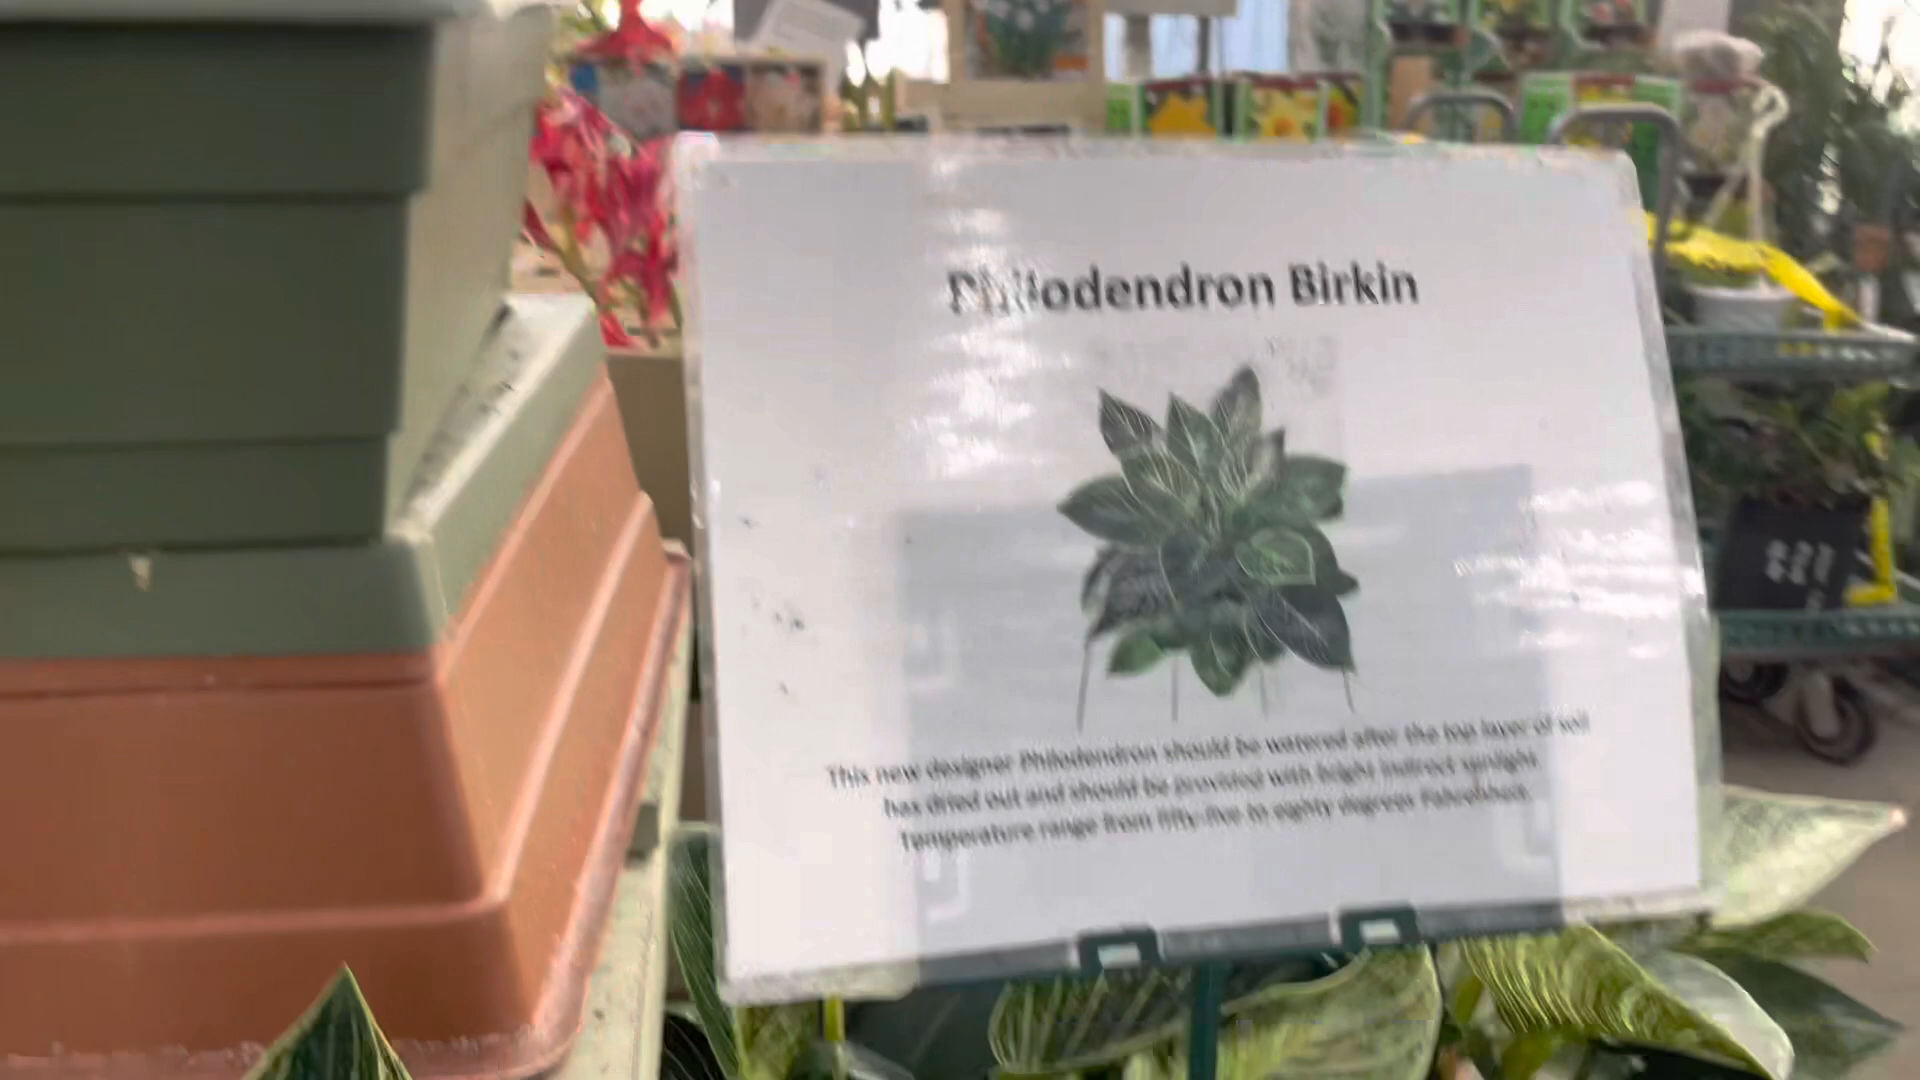 Philodendron Birkin
This new designer Philodendron should be watered after the top layer of soil
has dried out and should be provided with bright indirect sunlight.
Temperature range from fifty-five to eighty degrees Fahrenheit.